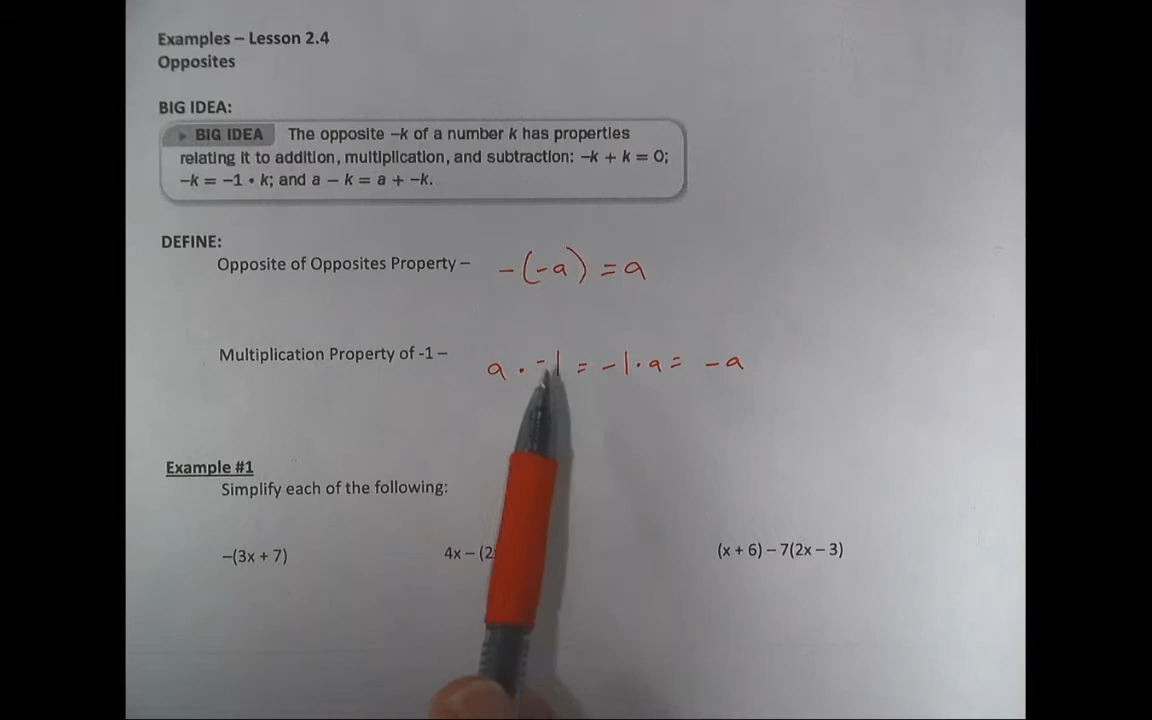 Examples – Lesson 2.4
Opposites
BIG IDEA:
▸ BIG IDEA The opposite –k of a number k has properties
relating it to addition, multiplication, and subtraction: –k + k = 0;
–k = –1 • k; and a – k = a + –k.
DEFINE:
Opposite of Opposites Property – -(-a) = a
Multiplication Property of -1 – a · -1 = -1 · a = -a
Example #1
Simplify each of the following:
–(3x + 7) 4x – (2 (x + 6) – 7(2x – 3)